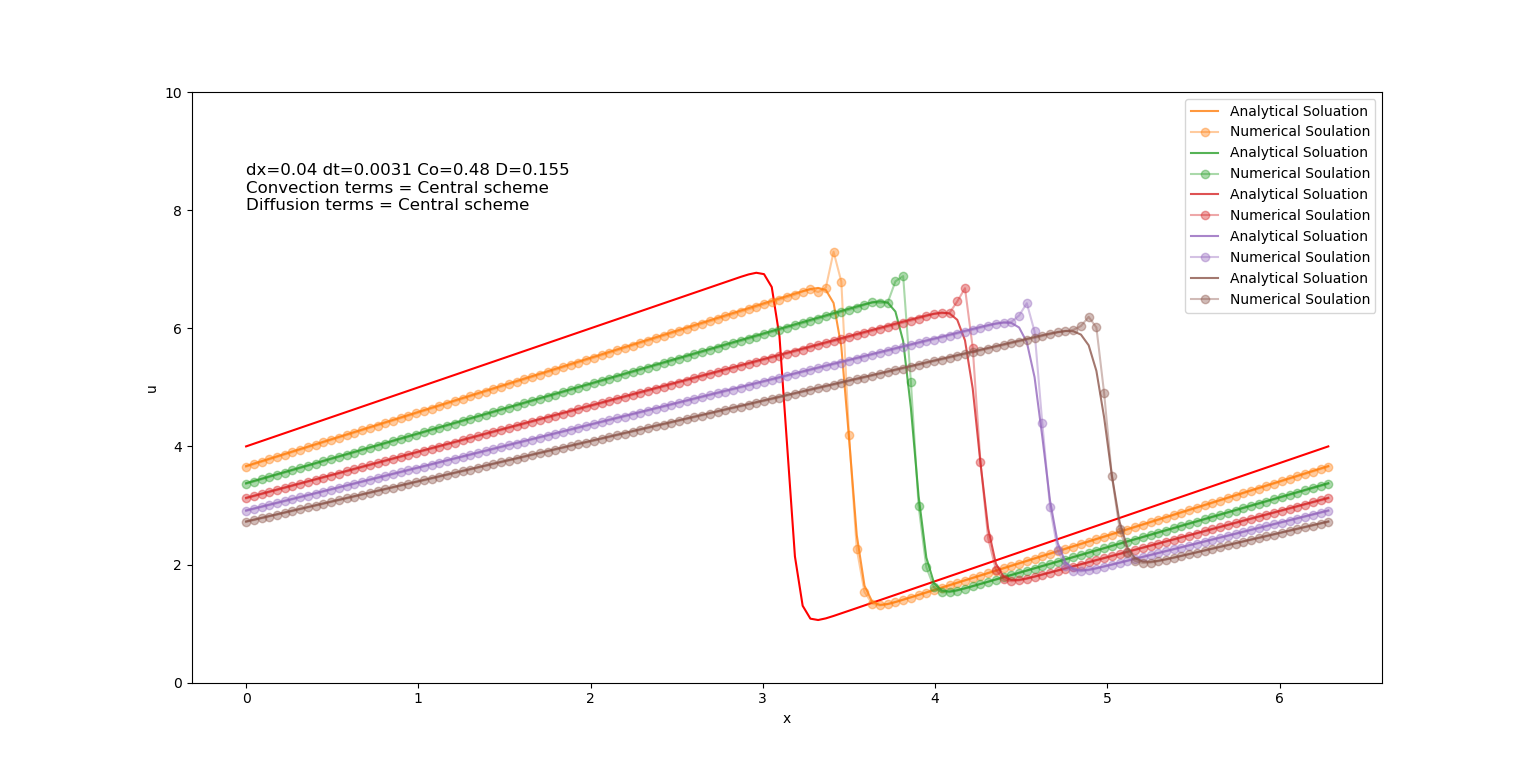 10
8
6
4
2
0
u
dx=0.04 dt=0.0031 Co=0.48 D=0.155
Convection terms = Central scheme
Diffusion terms = Central scheme
Analytical Soluation
Numerical Soulation
Analytical Soluation
Numerical Soulation
Analytical Soluation
Numerical Soulation
Analytical Soluation
Numerical Soulation
Analytical Soluation
Numerical Soulation
0 1 2 3 4 5 6
x